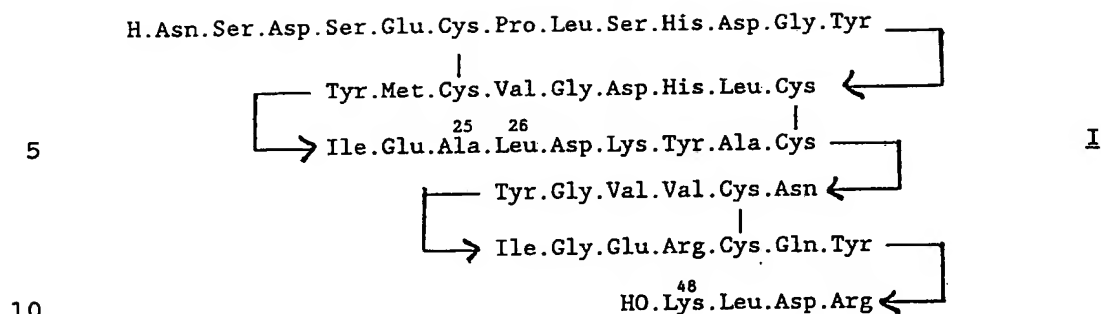 H.Asn.Ser.Asp.Ser.Glu.Cys.Pro.Leu.Ser.His.Asp.Gly.Tyr
Tyr.Met.Cys.Val.Gly.Asp.His.Leu.Cys
25 26
5 Ile.Glu.Ala.Leu.Asp.Lys.Tyr.Ala.Cys I
Tyr.Gly.Val.Val.Cys.Asn
Ile.Gly.Glu.Arg.Cys.Gln.Tyr
48
10 HO.Lys.Leu.Asp.Arg